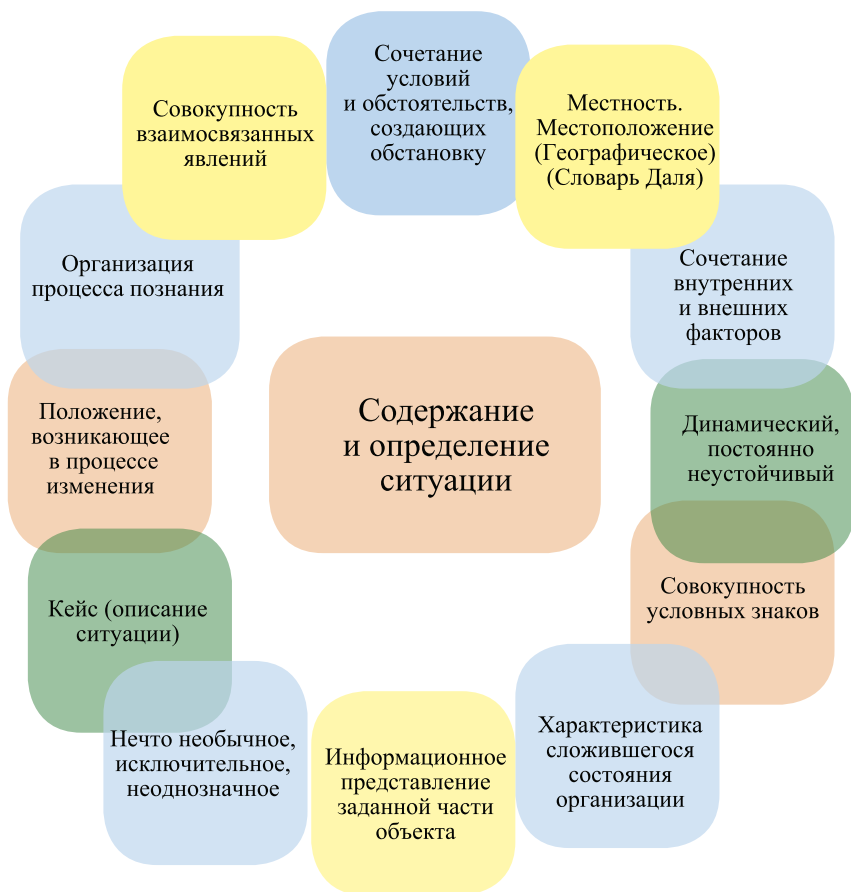 Сочетание
условий
и обстоятельств,
создающих
обстановку
Местность.
Местоположение
(Географическое)
(Словарь Даля)
Сочетание
внутренних
и внешних
факторов
Динамический,
постоянно
неустойчивый
Совокупность
условных знаков
Характеристика
сложившегося
состояния
организации
Информационное
представление
заданной части
объекта
Нечто необычное,
исключительное,
неоднозначное
Кейс (описание
ситуации)
Положение,
возникающее
в процессе
изменения
Организация
процесса познания
Совокупность
взаимосвязанных
явлений
Содержание
и определение
ситуации